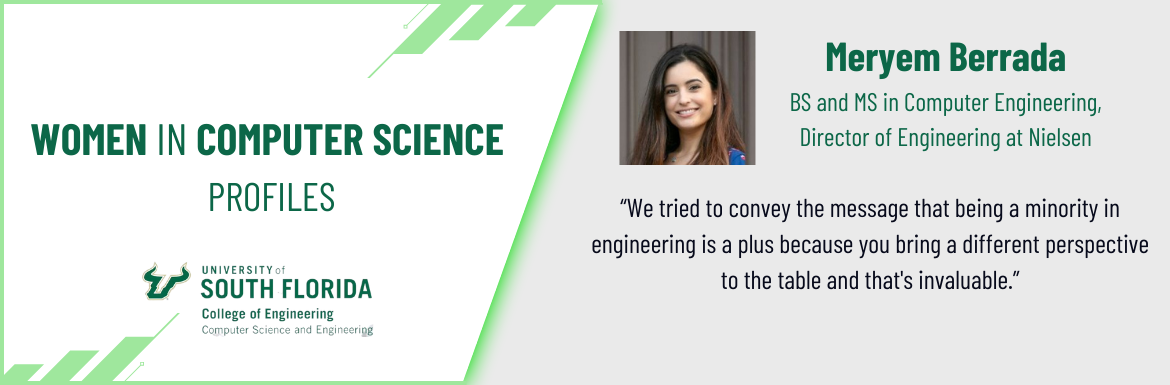 WOMEN IN COMPUTER SCIENCE
PROFILES
UNIVERSITY of
SOUTH FLORIDA
College of Engineering
Computer Science and Engineering
Meryem Berrada
BS and MS in Computer Engineering,
Director of Engineering at Nielsen
“We tried to convey the message that being a minority in
engineering is a plus because you bring a different perspective
to the table and that's invaluable.”